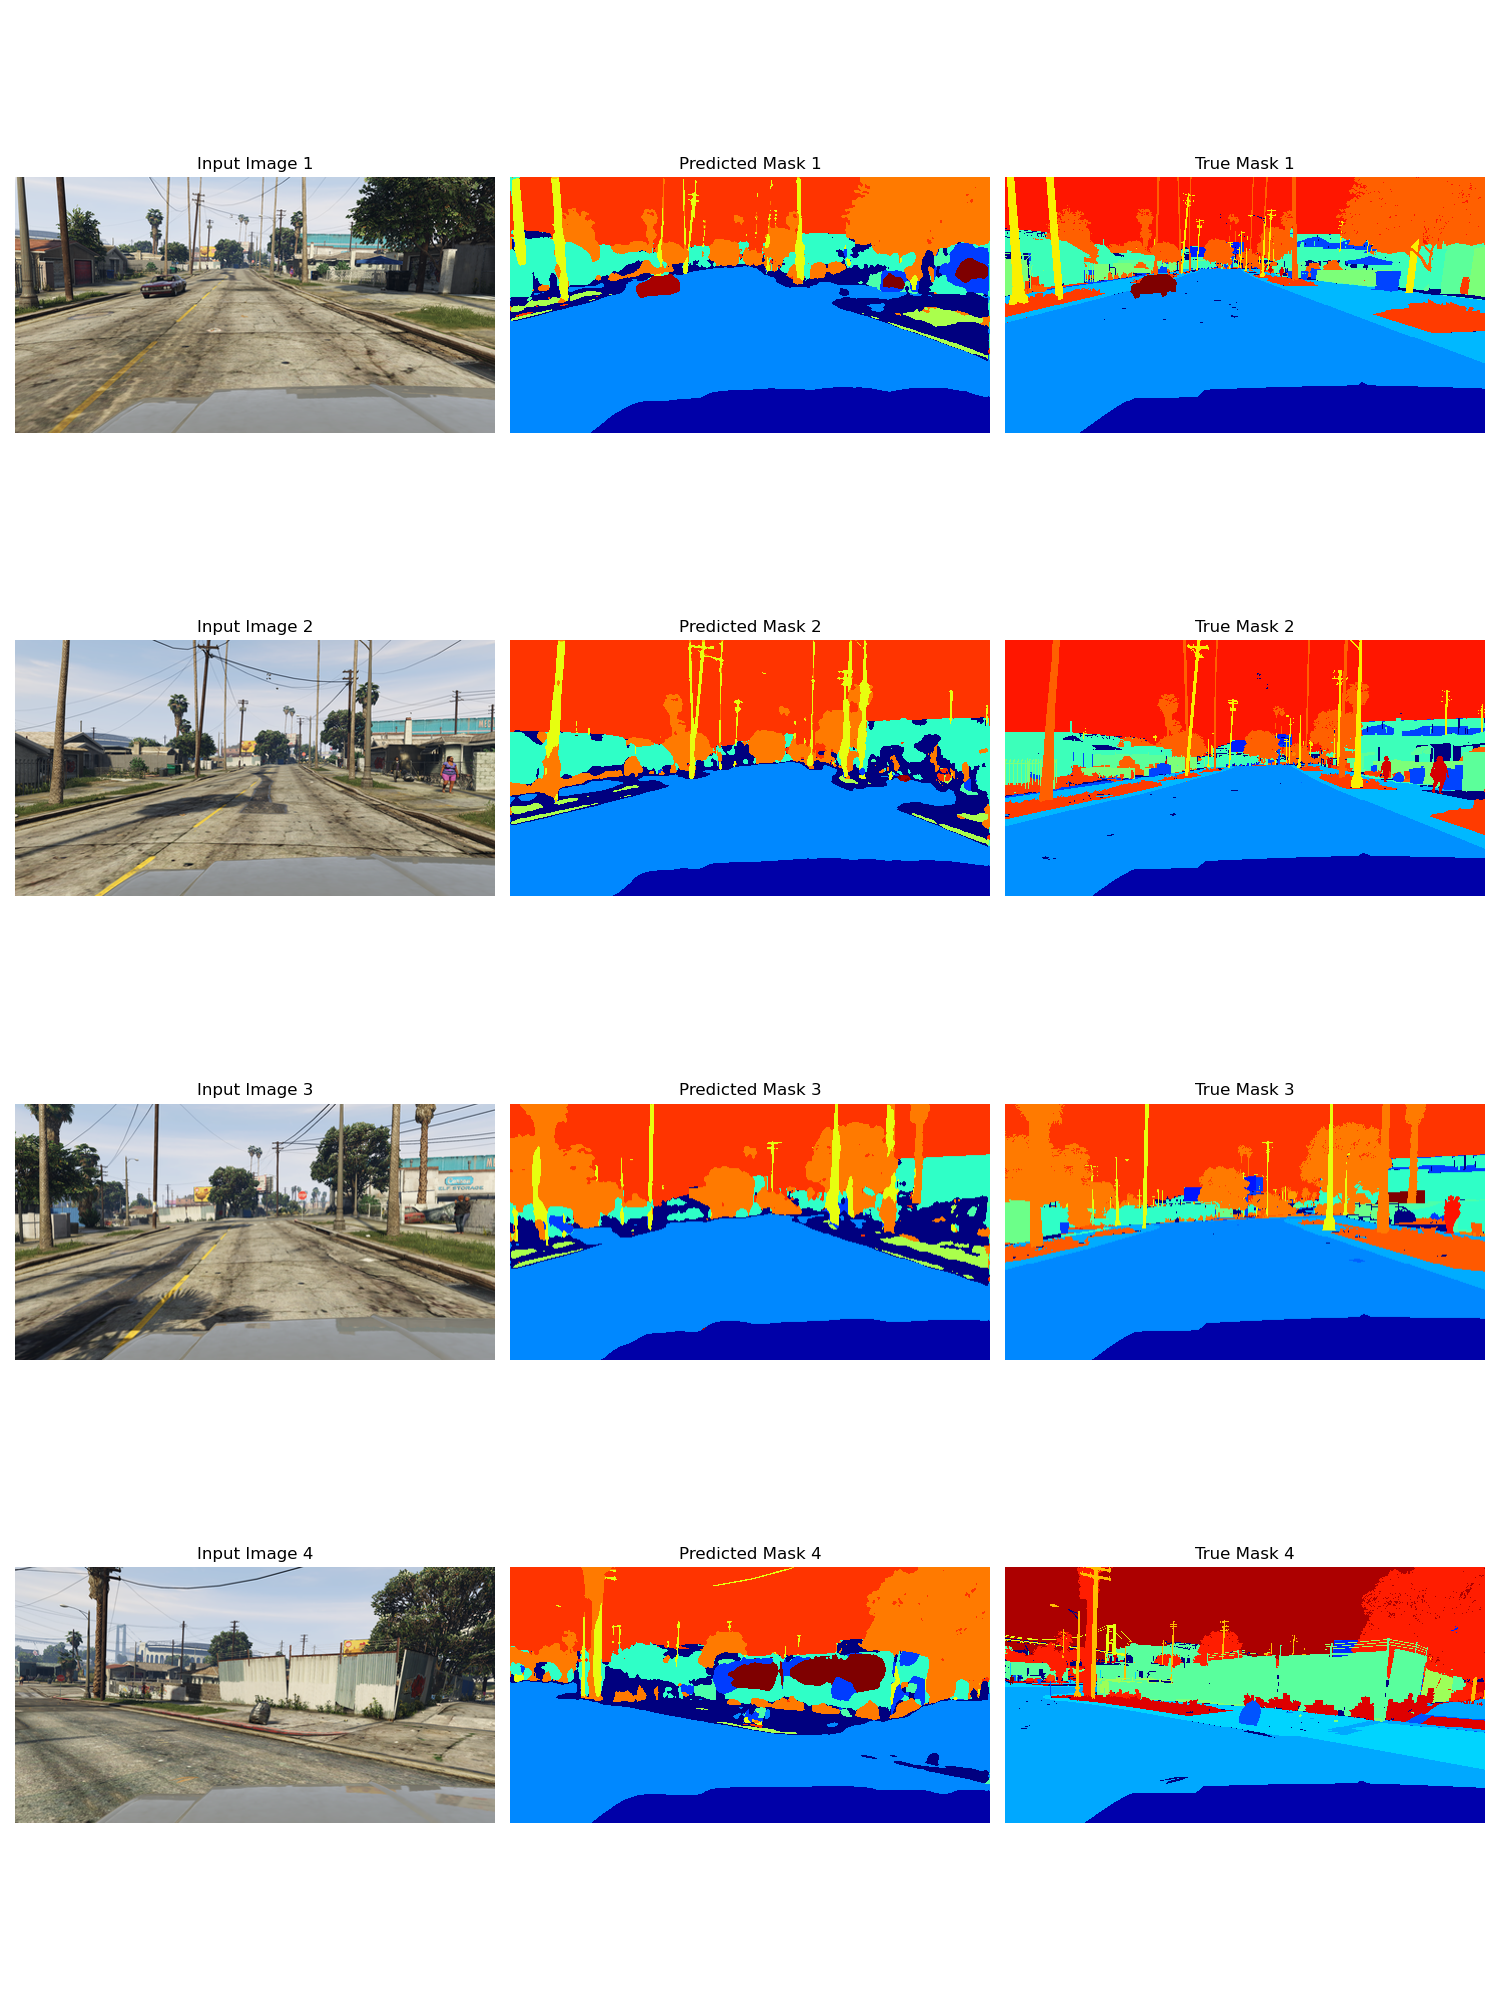 Input Image 1
Predicted Mask 1
True Mask 1
Input Image 2
Predicted Mask 2
True Mask 2
Input Image 3
Predicted Mask 3
True Mask 3
Input Image 4
Predicted Mask 4
True Mask 4